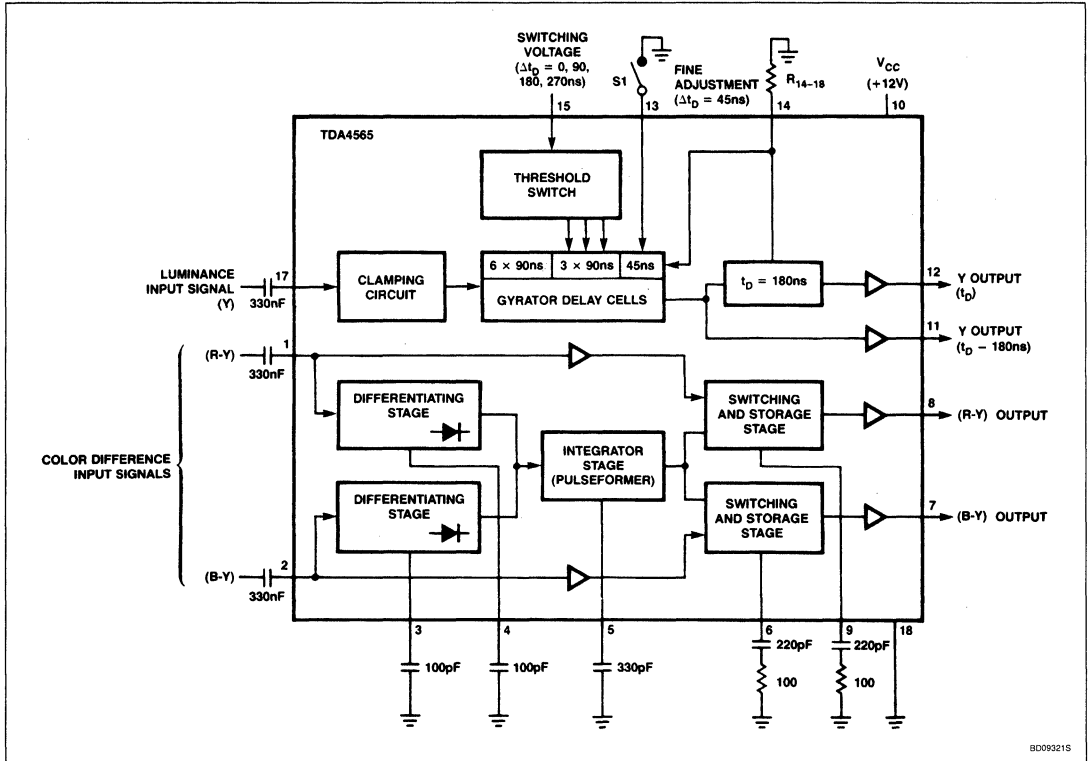 SWITCHING
VOLTAGE
(Δt_D = 0, 90,
180, 270ns)
15
S1
13
FINE
ADJUSTMENT
(Δt_D = 45ns)
R14–18
14
V_CC
(+12V)
10
TDA4565
THRESHOLD
SWITCH
LUMINANCE
INPUT SIGNAL
(Y)
17
330nF
CLAMPING
CIRCUIT
6 × 90ns
3 × 90ns
45ns
GYRATOR DELAY CELLS
t_D = 180ns
12
Y OUTPUT
(t_D)
11
Y OUTPUT
(t_D – 180ns)
(R-Y)
1
330nF
DIFFERENTIATING
STAGE
SWITCHING
AND STORAGE
STAGE
8
(R-Y) OUTPUT
COLOR DIFFERENCE
INPUT SIGNALS
INTEGRATOR
STAGE
(PULSEFORMER)
DIFFERENTIATING
STAGE
SWITCHING
AND STORAGE
STAGE
7
(B-Y) OUTPUT
(B-Y)
2
330nF
3
4
5
6
9
18
100pF
100pF
330pF
220pF
220pF
100
100
BD09321S